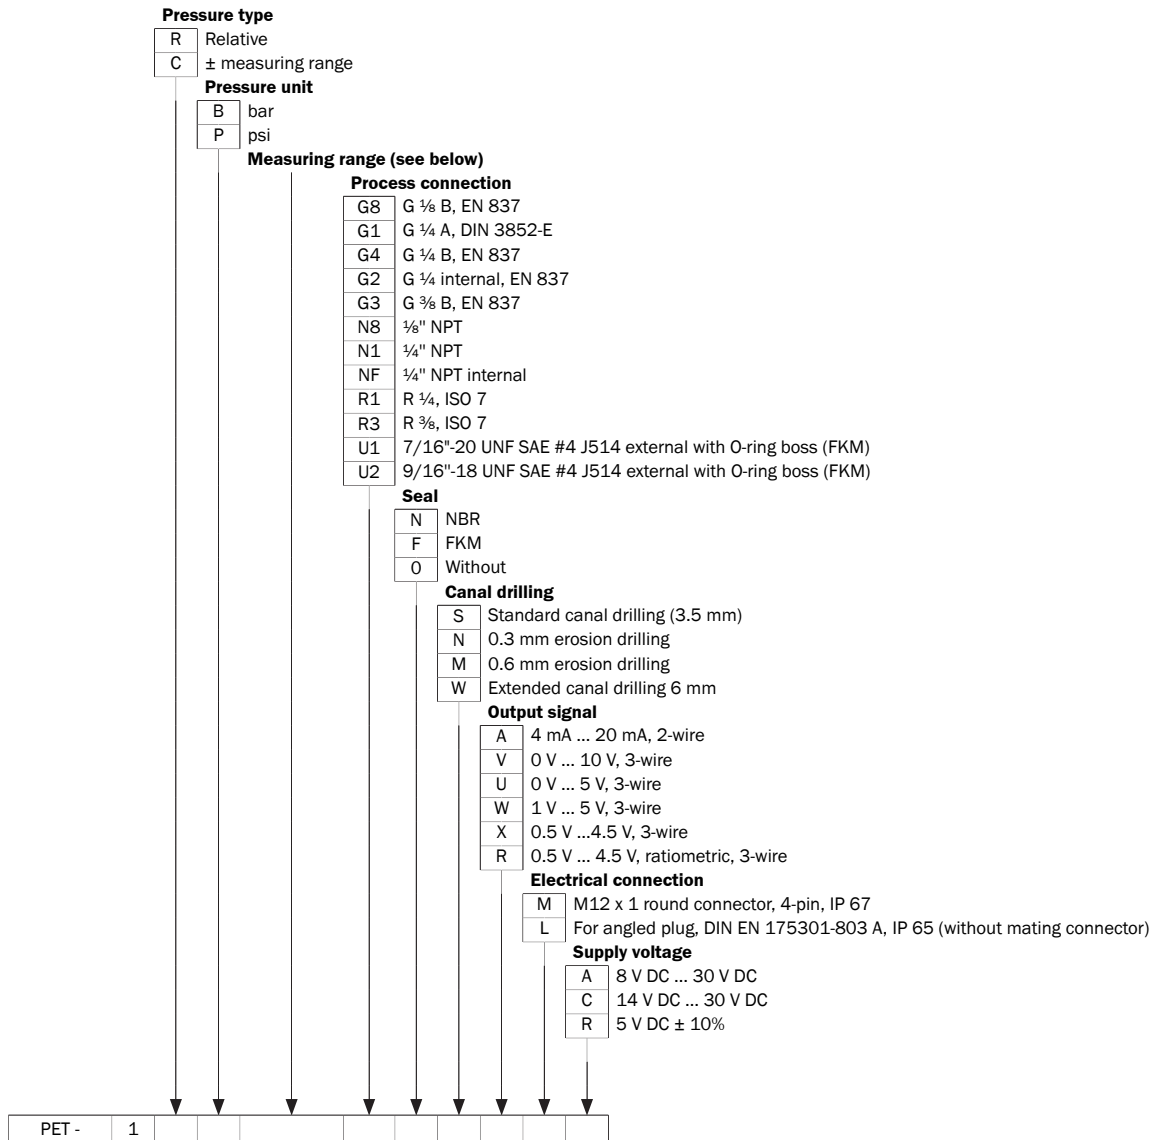 Pressure type
R Relative
C ± measuring range
Pressure unit
B bar
P psi
Measuring range (see below)
Process connection
G8 G ⅛ B, EN 837
G1 G ¼ A, DIN 3852-E
G4 G ¼ B, EN 837
G2 G ¼ internal, EN 837
G3 G ⅜ B, EN 837
N8 ⅛" NPT
N1 ¼" NPT
NF ¼" NPT internal
R1 R ¼, ISO 7
R3 R ⅜, ISO 7
U1 7/16"-20 UNF SAE #4 J514 external with O-ring boss (FKM)
U2 9/16"-18 UNF SAE #4 J514 external with O-ring boss (FKM)
Seal
N NBR
F FKM
0 Without
Canal drilling
S Standard canal drilling (3.5 mm)
N 0.3 mm erosion drilling
M 0.6 mm erosion drilling
W Extended canal drilling 6 mm
Output signal
A 4 mA ... 20 mA, 2-wire
V 0 V ... 10 V, 3-wire
U 0 V ... 5 V, 3-wire
W 1 V ... 5 V, 3-wire
X 0.5 V ...4.5 V, 3-wire
R 0.5 V ... 4.5 V, ratiometric, 3-wire
Electrical connection
M M12 x 1 round connector, 4-pin, IP 67
L For angled plug, DIN EN 175301-803 A, IP 65 (without mating connector)
Supply voltage
A 8 V DC ... 30 V DC
C 14 V DC ... 30 V DC
R 5 V DC ± 10%
PET - 1